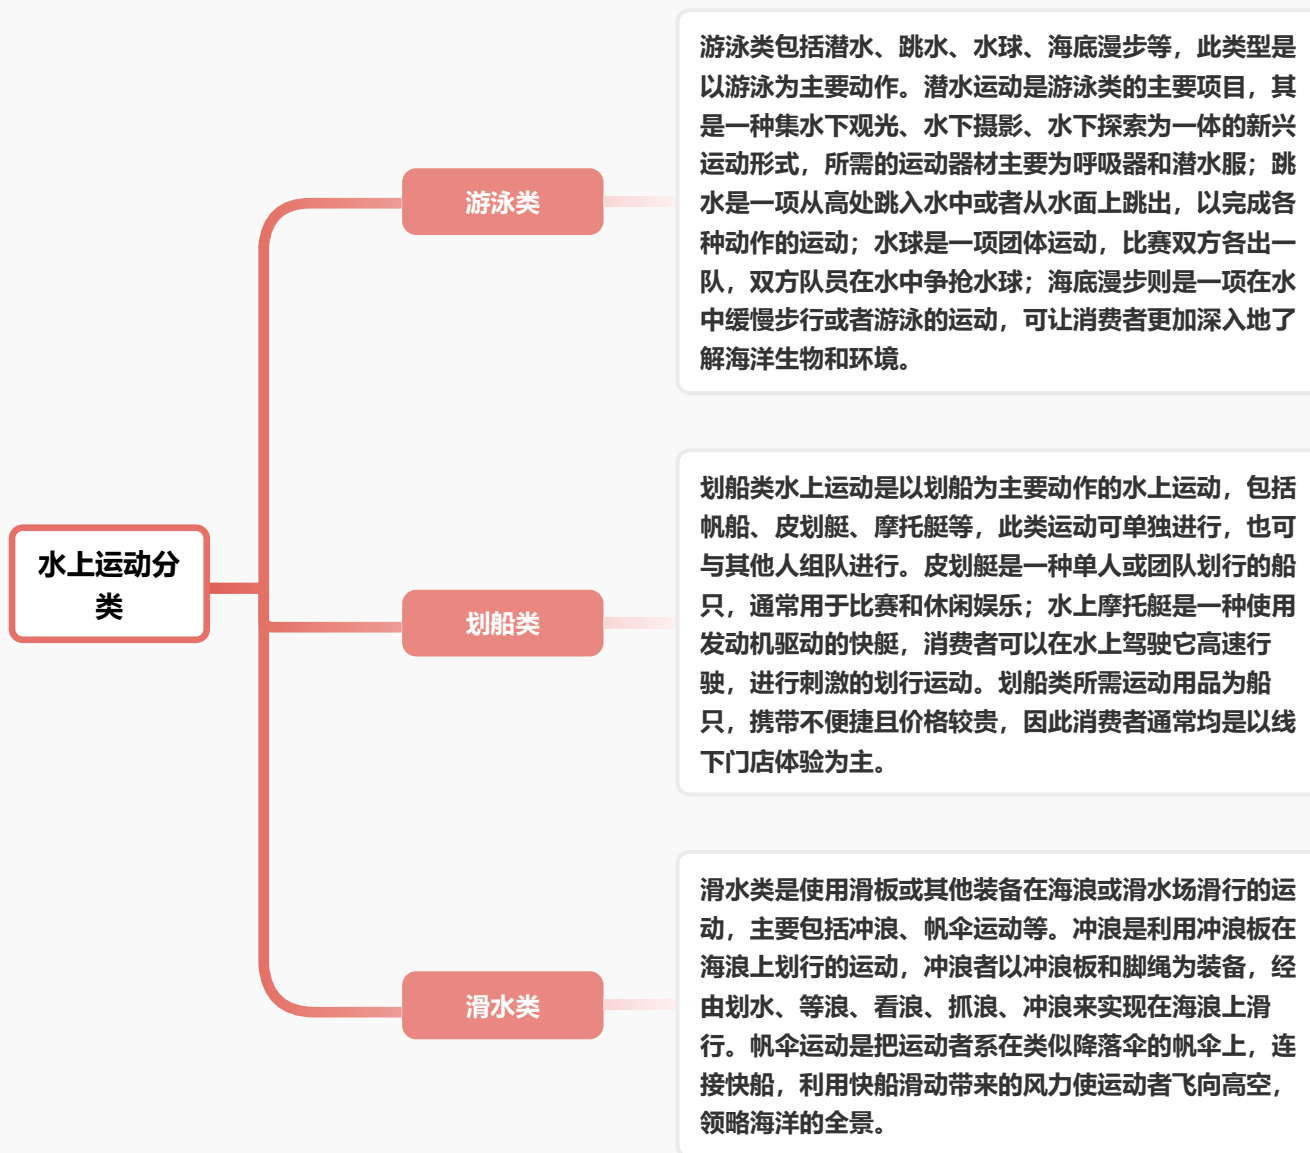 水上运动分
类
游泳类
游泳类包括潜水、跳水、水球、海底漫步等，此类型是
以游泳为主要动作。潜水运动是游泳类的主要项目，其
是一种集水下观光、水下摄影、水下探索为一体的新兴
运动形式，所需的运动器材主要为呼吸器和潜水服；跳
水是一项从高处跳入水中或者从水面上跳出，以完成各
种动作的运动；水球是一项团体运动，比赛双方各出一
队，双方队员在水中争抢水球；海底漫步则是一项在水
中缓慢步行或者游泳的运动，可让消费者更加深入地了
解海洋生物和环境。
划船类
划船类水上运动是以划船为主要动作的水上运动，包括
帆船、皮划艇、摩托艇等，此类运动可单独进行，也可
与其他人组队进行。皮划艇是一种单人或团队划行的船
只，通常用于比赛和休闲娱乐；水上摩托艇是一种使用
发动机驱动的快艇，消费者可以在水上驾驶它高速行
驶，进行刺激的划行运动。划船类所需运动用品为船
只，携带不便捷且价格较贵，因此消费者通常均是以线
下门店体验为主。
滑水类
滑水类是使用滑板或其他装备在海浪或滑水场滑行的运
动，主要包括冲浪、帆伞运动等。冲浪是利用冲浪板在
海浪上划行的运动，冲浪者以冲浪板和脚绳为装备，经
由划水、等浪、看浪、抓浪、冲浪来实现在海浪上滑
行。帆伞运动是把运动者系在类似降落伞的帆伞上，连
接快船，利用快船滑动带来的风力使运动者飞向高空，
领略海洋的全景。